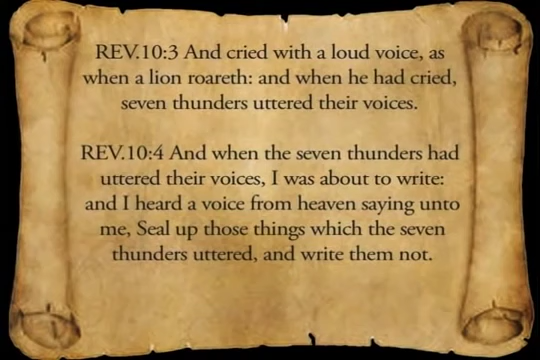 REV.10:3 And cried with a loud voice, as
when a lion roareth: and when he had cried,
seven thunders uttered their voices.
REV.10:4 And when the seven thunders had
uttered their voices, I was about to write:
and I heard a voice from heaven saying unto
me, Seal up those things which the seven
thunders uttered, and write them not.